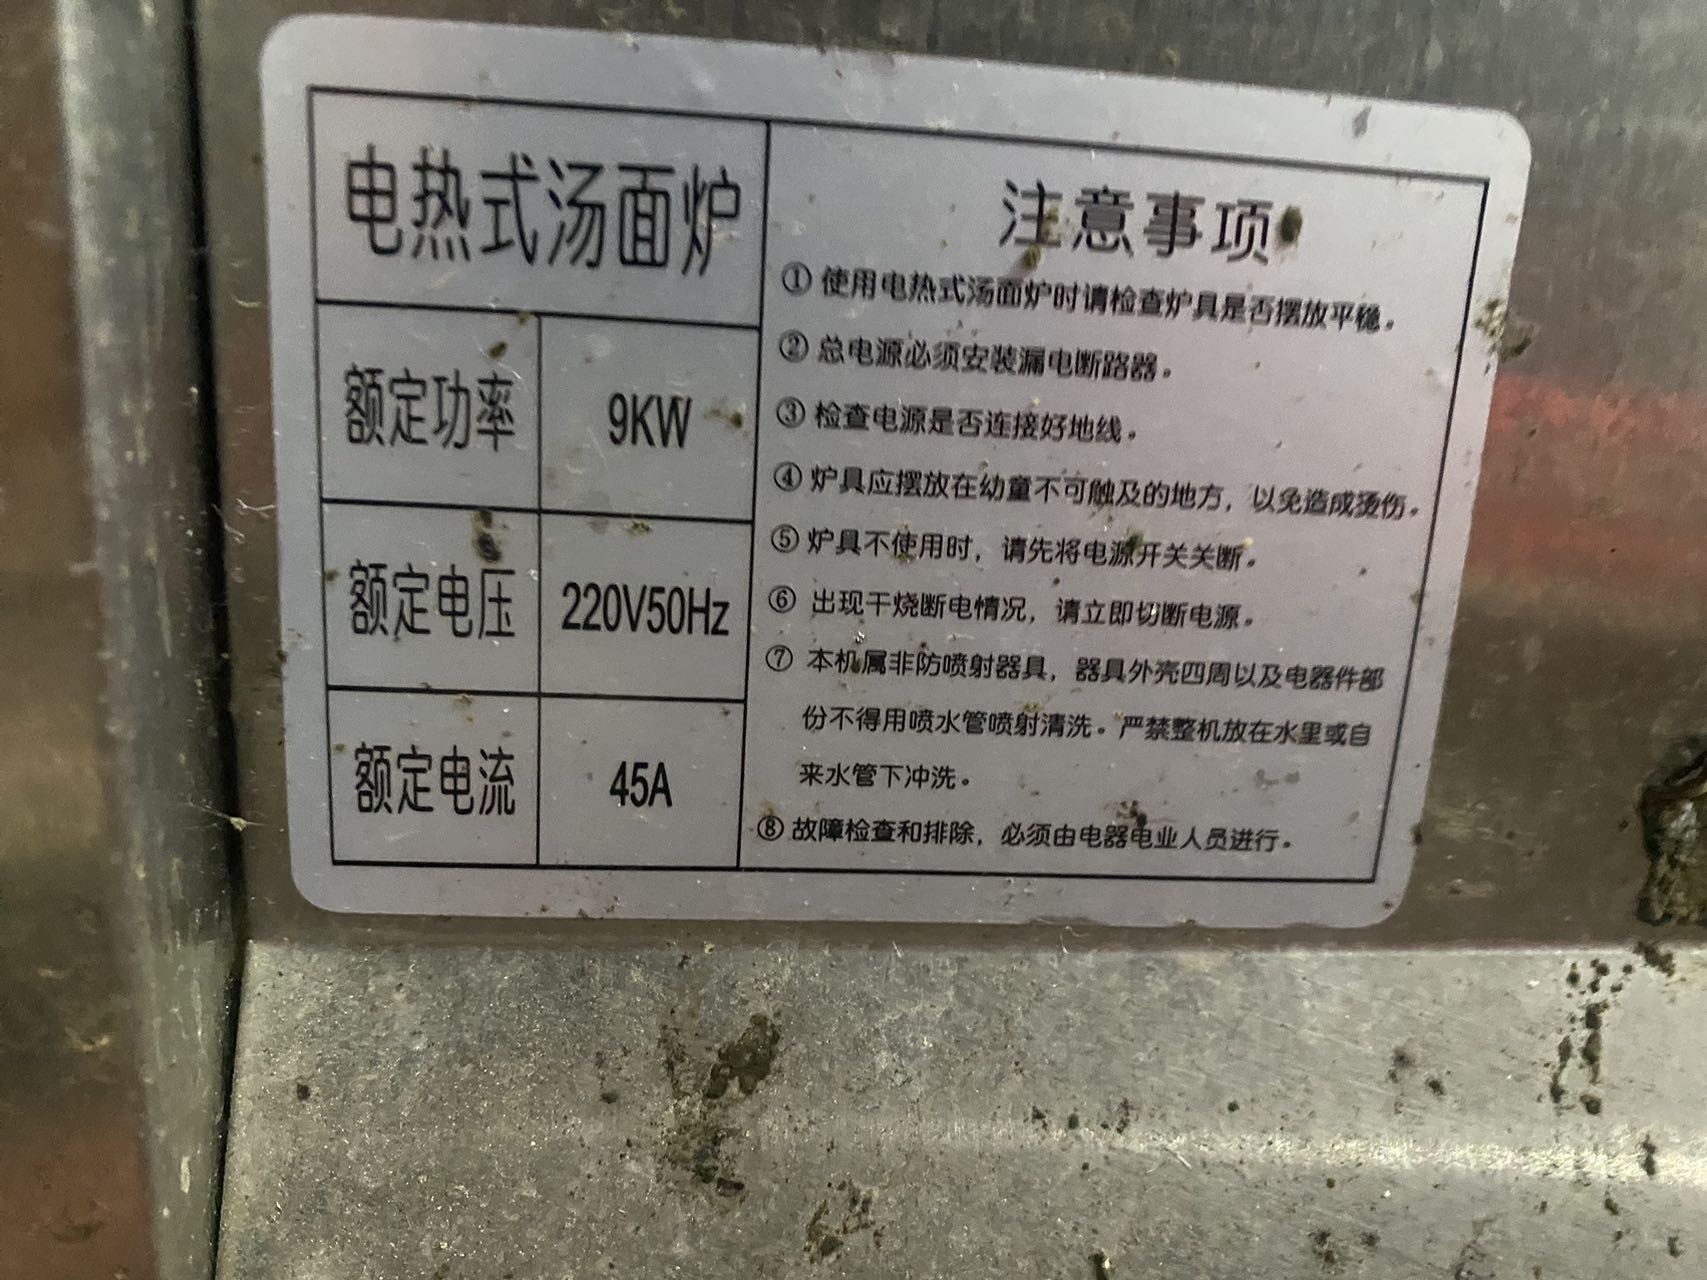 电热式汤面炉
额定功率 9KW
额定电压 220V50Hz
额定电流 45A
注意事项
①使用电热式汤面炉时请检查炉具是否摆放平稳。
②总电源必须安装漏电断路器。
③检查电源是否连接好地线。
④炉具应摆放在幼童不可触及的地方，以免造成烫伤。
⑤炉具不使用时，请先将电源开关关断。
⑥出现干烧断电情况，请立即切断电源。
⑦本机属非防喷射器具，器具外壳四周以及电器件部
份不得用喷水管喷射清洗。严禁整机放在水里或自
来水管下冲洗。
⑧故障检查和排除，必须由电器电业人员进行。